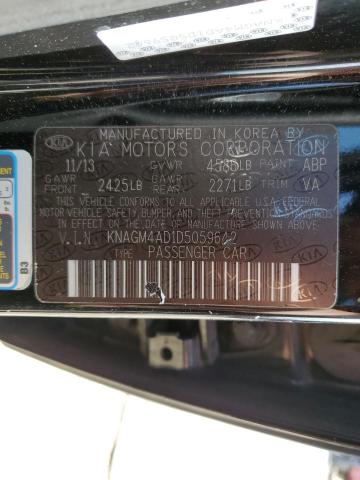 MANUFACTURED IN KOREA BY
KIA MOTORS CORPORATION
11/13 GVWR LB PAINT ABP
GAWR FRONT 2425LB GAWR REAR 2271LB TRIM VA
THIS VEHICLE CONFORMS TO ALL APPLICABLE
FEDERAL MOTOR VEHICLE SAFETY, BUMPER, AND
THEFT PREVENTION STANDARDS IN EFFECT ON
THE DATE OF MANUFACTURE SHOWN ABOVE.
V.I.N.
TYPE: PASSENGER CAR
B3